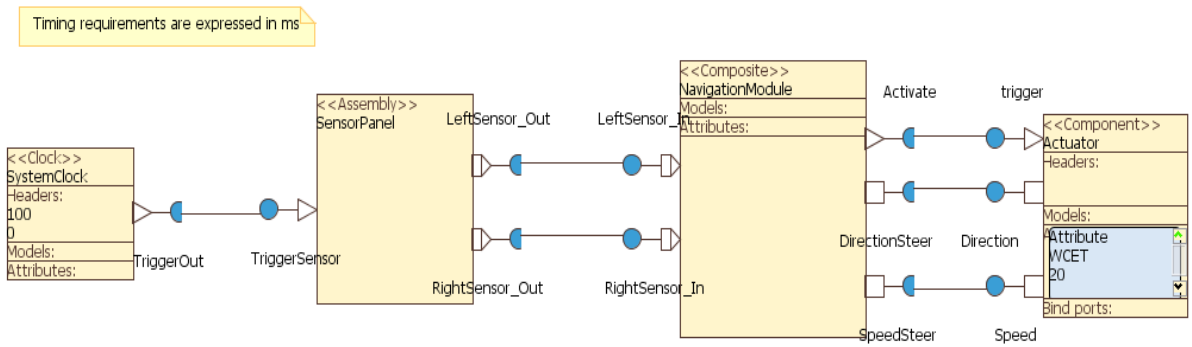 Timing requirements are expressed in ms
<<Clock>>
SystemClock
Headers:
100
0
Models:
Attributes:
TriggerOut
TriggerSensor
<<Assembly>>
SensorPanel
LeftSensor_Out
LeftSensor_In
RightSensor_Out
RightSensor_In
<<Composite>>
NavigationModule
Models:
Attributes:
Activate
trigger
DirectionSteer
Direction
SpeedSteer
Speed
<<Component>>
Actuator
Headers:
Models:
Attribute
WCET
20
Bind ports: